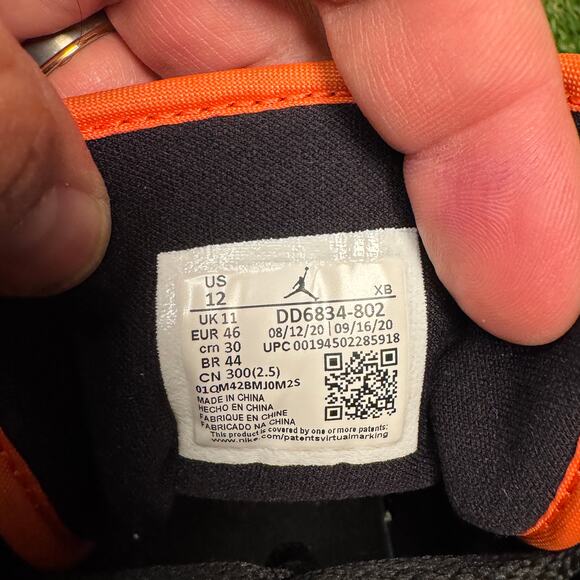 US
12
XB
UK 11
DD6834-802
EUR 46
08/12/20 09/16/20
cm 30
UPC 00194502285918
BR 44
CN 300(2.5)
01QM42BMJ0M2S
MADE IN CHINA
HECHO EN CHINA
FABRIQUE EN CHINE
FABRICADO NA CHINA
This product is covered by one or more patents:
www.nike.com/patentsvirtualmarking